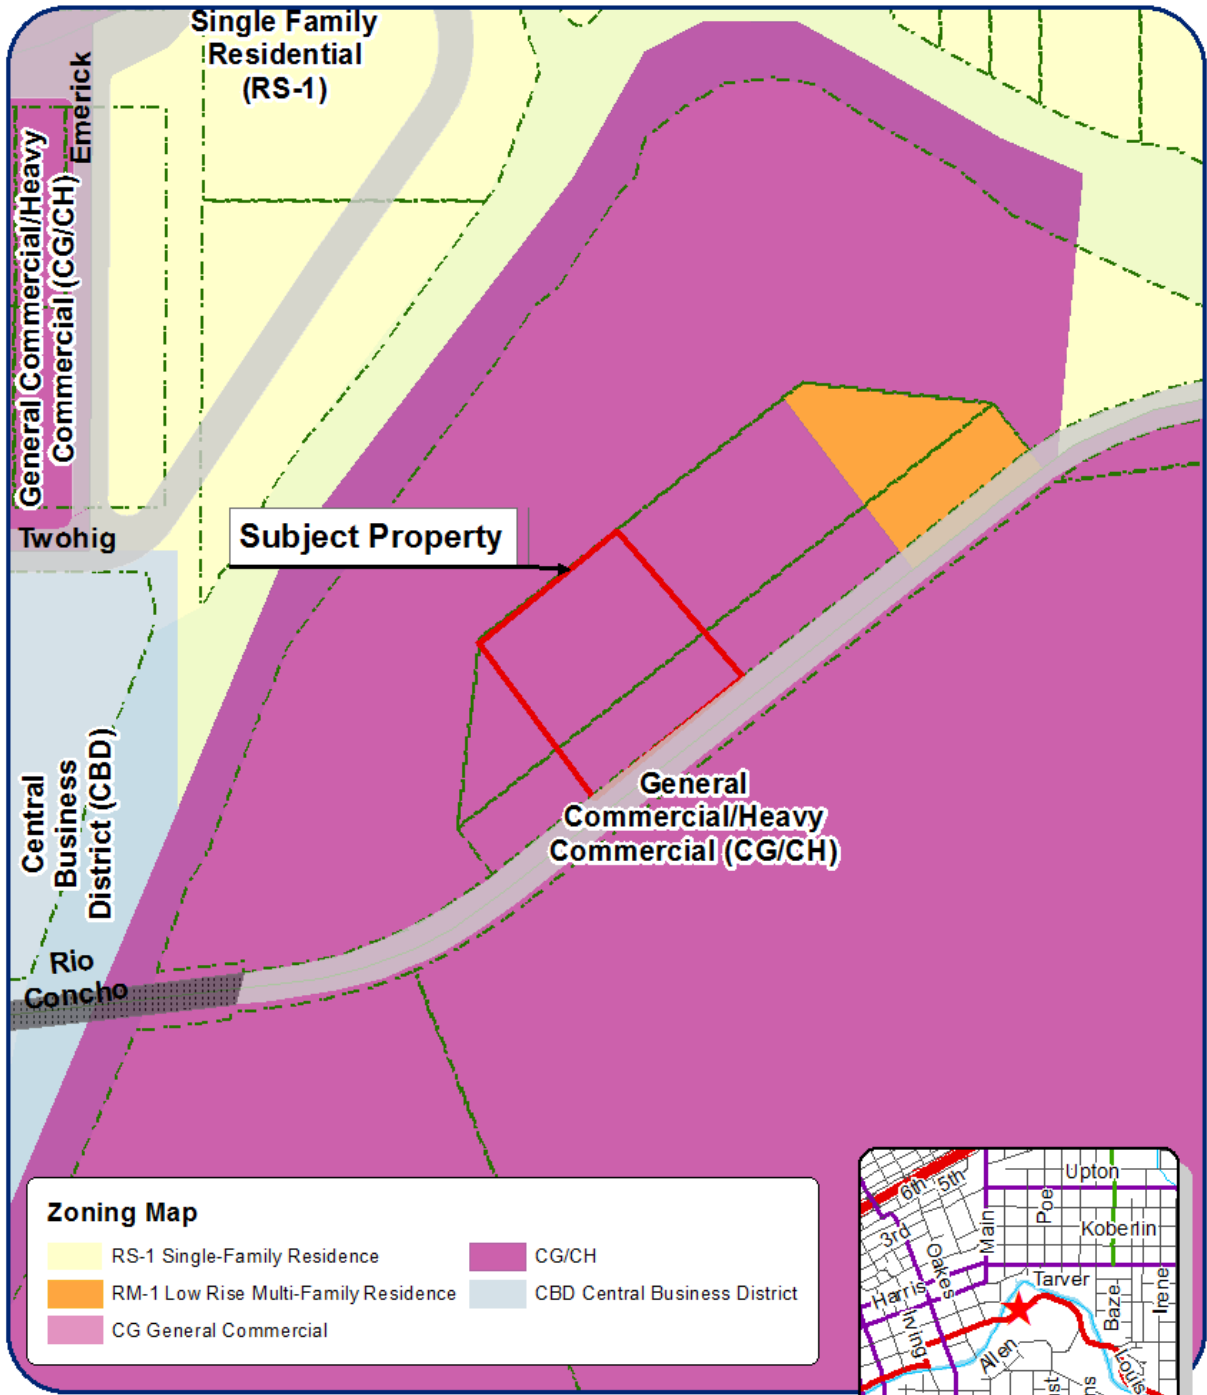 Single Family
Residential
(RS-1)
Emerick
General Commercial/Heavy
Commercial (CG/CH)
Twohig
Subject Property
Central
Business
District (CBD)
General
Commercial/Heavy
Commercial (CG/CH)
Rio
Concho
Zoning Map
RS-1 Single-Family Residence
RM-1 Low Rise Multi-Family Residence
CG General Commercial
CG/CH
CBD Central Business District
6th
5th
Upton
3rd
Main
Poe
Koberlin
Oakes
Harris
Tarver
Irving
Baze
Irene
Allen
Louis
st
ns